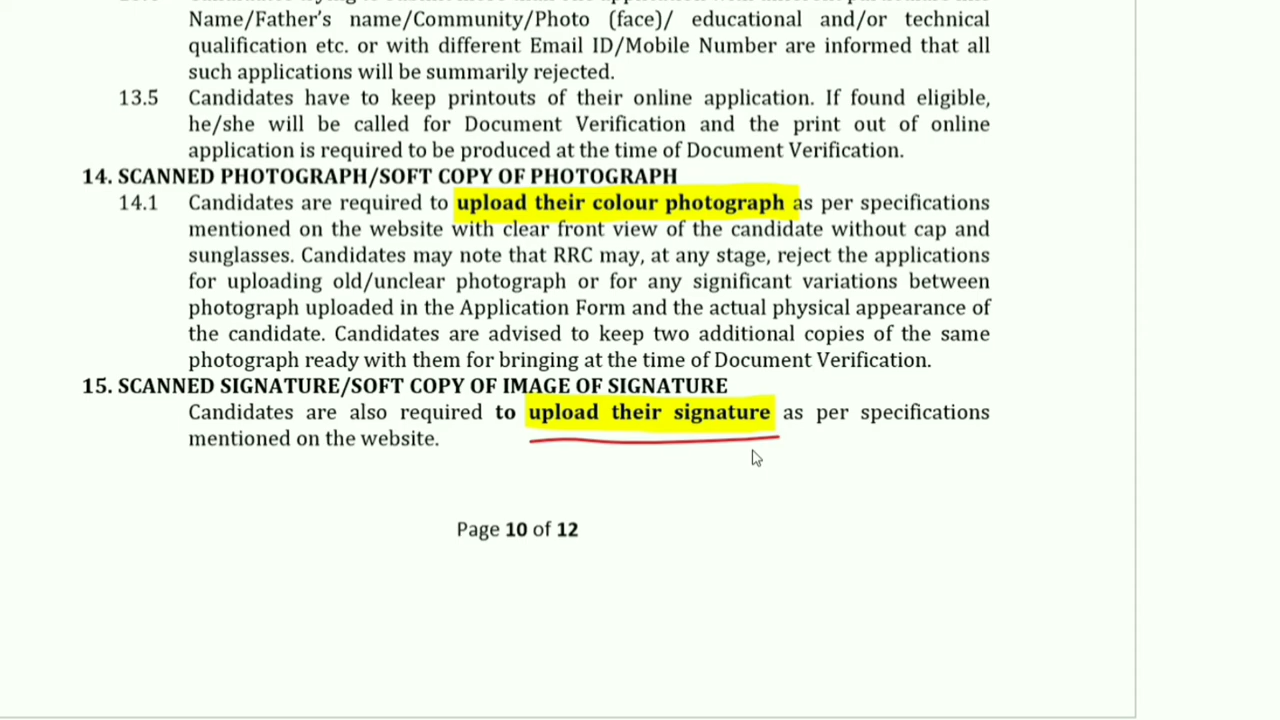 Name/Father's name/Community/Photo (face)/ educational and/or technical
qualification etc. or with different Email ID/Mobile Number are informed that all
such applications will be summarily rejected.
13.5 Candidates have to keep printouts of their online application. If found eligible,
he/she will be called for Document Verification and the print out of online
application is required to be produced at the time of Document Verification.
14. SCANNED PHOTOGRAPH/SOFT COPY OF PHOTOGRAPH
14.1 Candidates are required to upload their colour photograph as per specifications
mentioned on the website with clear front view of the candidate without cap and
sunglasses. Candidates may note that RRC may, at any stage, reject the applications
for uploading old/unclear photograph or for any significant variations between
photograph uploaded in the Application Form and the actual physical appearance of
the candidate. Candidates are advised to keep two additional copies of the same
photograph ready with them for bringing at the time of Document Verification.
15. SCANNED SIGNATURE/SOFT COPY OF IMAGE OF SIGNATURE
Candidates are also required to upload their signature as per specifications
mentioned on the website.
Page 10 of 12